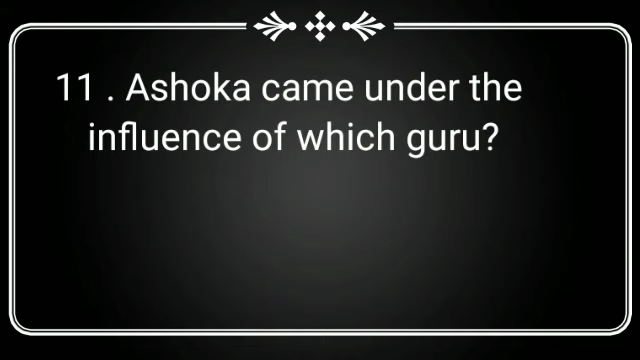 11 . Ashoka came under the
influence of which guru?